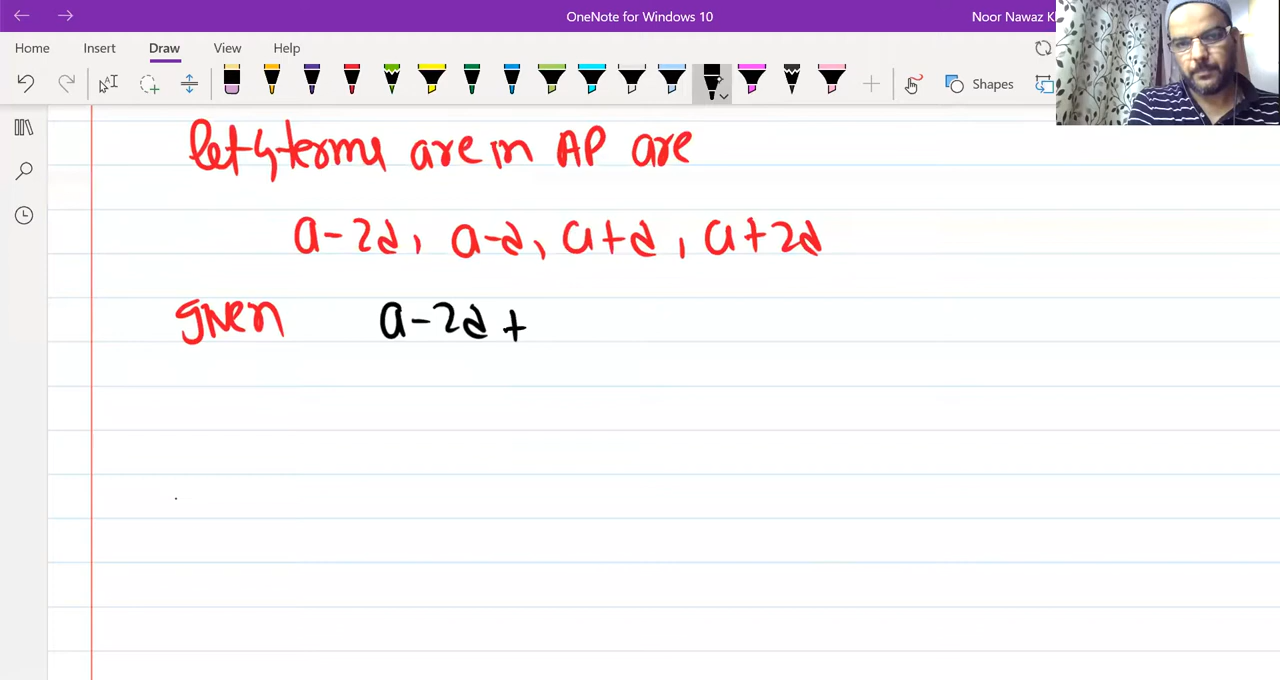 OneNote for Windows 10
Noor Nawaz K
Home Insert Draw View Help
Shapes
let 4 terms are in AP are
a-2d, a-d, a+d, a+2d
given a-2d +